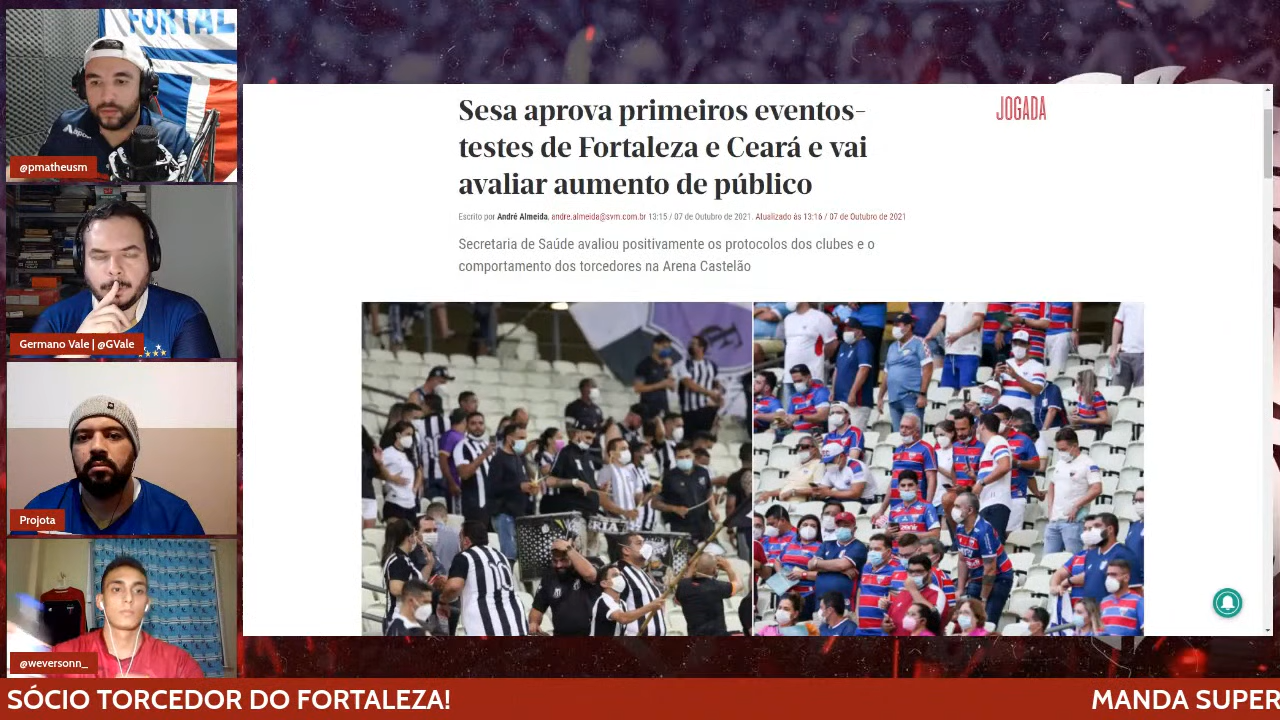 FORTAL
@pmatheusm
Germano Vale | @GVale
Projota
@weversonn_
Sesa aprova primeiros eventos-
testes de Fortaleza e Ceará e vai
avaliar aumento de público
JOGADA
Escrito por André Almeida, andre.almeida@svm.com.br 13:15 / 07 de Outubro de 2021. Atualizado às 13:16 / 07 de Outubro de 2021
Secretaria de Saúde avaliou positivamente os protocolos dos clubes e o
comportamento dos torcedores na Arena Castelão
SÓCIO TORCEDOR DO FORTALEZA!
MANDA SUPER